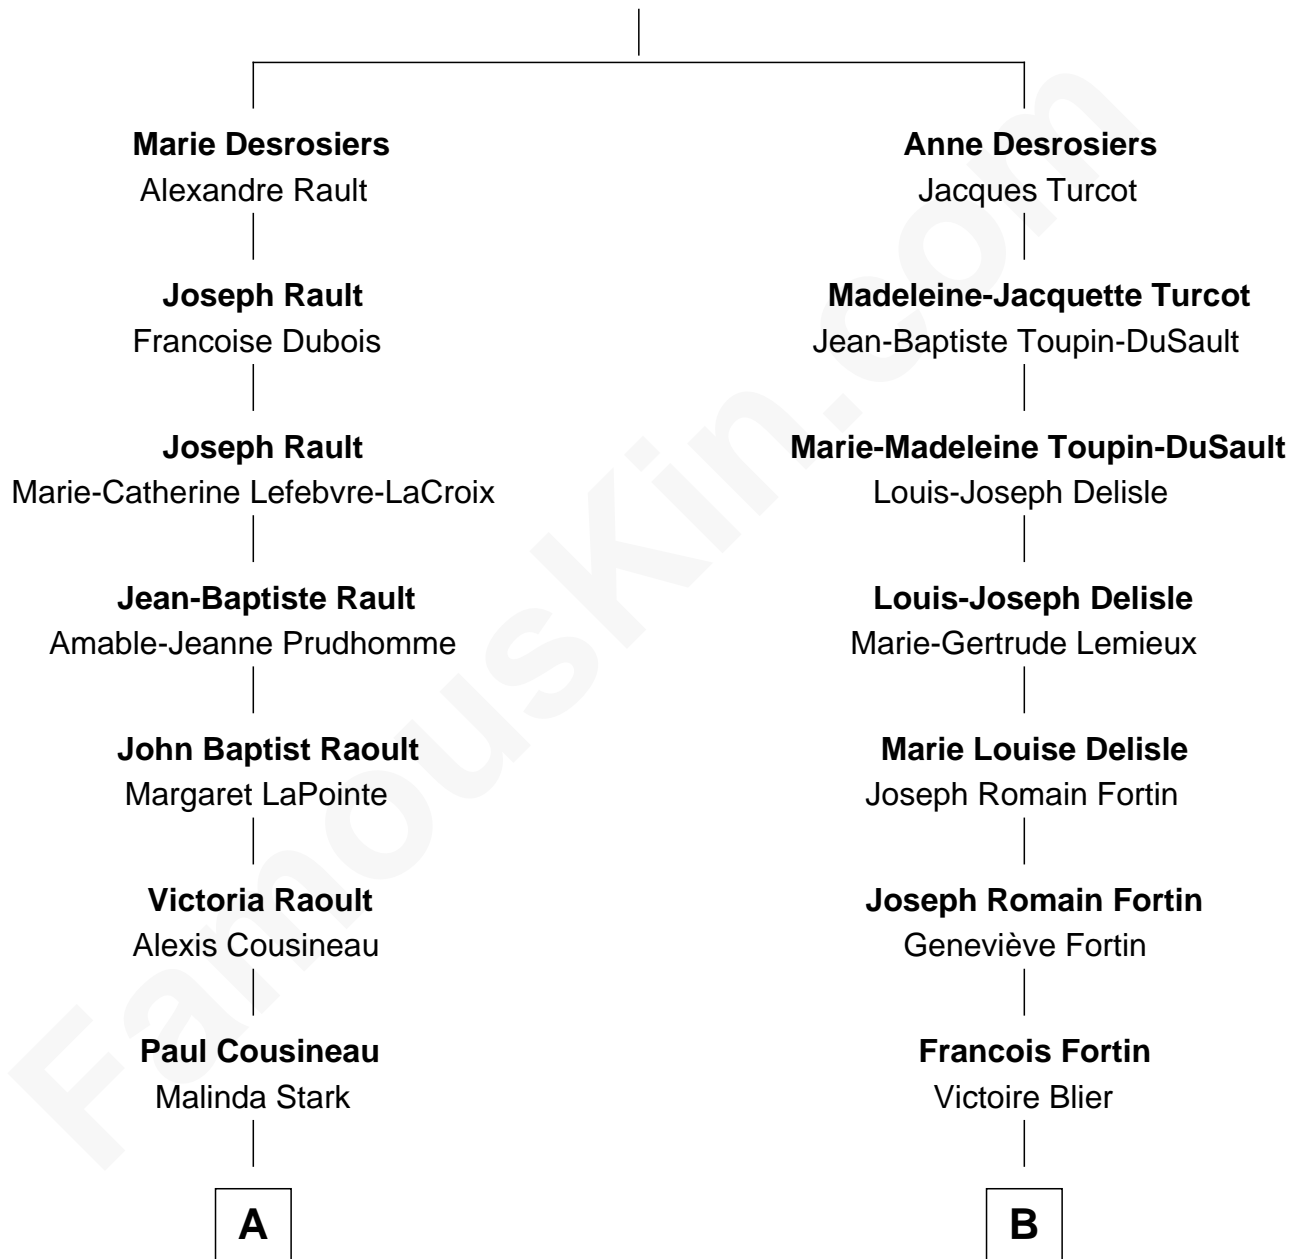 Marie Desrosiers
Alexandre Rault
Joseph Rault
Francoise Dubois
Joseph Rault
Marie-Catherine Lefebvre-LaCroix
Jean-Baptiste Rault
Amable-Jeanne Prudhomme
John Baptist Raoult
Margaret LaPointe
Victoria Raoult
Alexis Cousineau
Paul Cousineau
Malinda Stark
A
Anne Desrosiers
Jacques Turcot
Madeleine-Jacquette Turcot
Jean-Baptiste Toupin-DuSault
Marie-Madeleine Toupin-DuSault
Louis-Joseph Delisle
Louis-Joseph Delisle
Marie-Gertrude Lemieux
Marie Louise Delisle
Joseph Romain Fortin
Joseph Romain Fortin
Geneviève Fortin
Francois Fortin
Victoire Blier
B
FamousKin.com